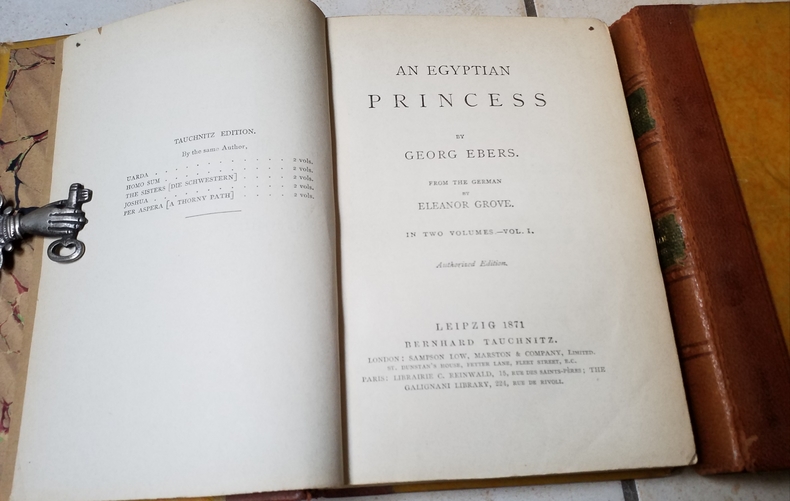 TAUCHNITZ EDITION.
By the same Author,
UARDA . . . . . . . . . . . 2 vols.
HOMO SUM . . . . . . . . . . 2 vols.
THE SISTERS [DIE SCHWESTERN] . . . . 2 vols.
JOSHUA . . . . . . . . . . . 2 vols.
PER ASPERA [A THORNY PATH] . . . . 2 vols.
AN EGYPTIAN
PRINCESS
BY
GEORG EBERS.
FROM THE GERMAN
BY
ELEANOR GROVE.
IN TWO VOLUMES.—VOL. I.
Authorized Edition.
LEIPZIG 1871
BERNHARD TAUCHNITZ.
LONDON: SAMPSON LOW, MARSTON & COMPANY, LIMITED.
ST. DUNSTAN'S HOUSE, FETTER LANE, FLEET STREET, E.C.
PARIS: LIBRAIRIE C. REINWALD, 15, RUE DES SAINTS-PÈRES; THE
GALIGNANI LIBRARY, 224, RUE DE RIVOLI.